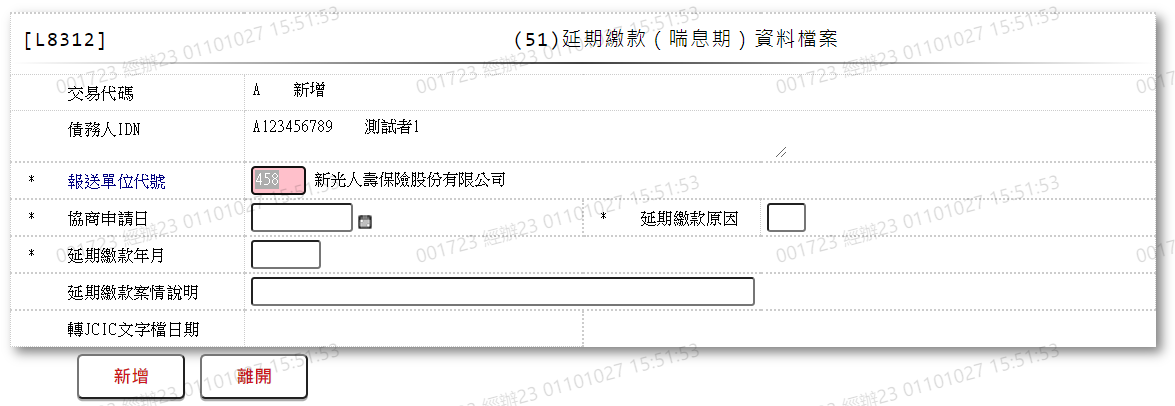 [L8312] (51)延期繳款（喘息期）資料檔案
交易代碼 A 新增
債務人IDN A123456789 測試者1
* 報送單位代號 458 新光人壽保險股份有限公司
* 協商申請日 * 延期繳款原因
* 延期繳款年月
延期繳款案情說明
轉JCIC文字檔日期
新增 離開
001723 經辦23 01101027 15:51:53